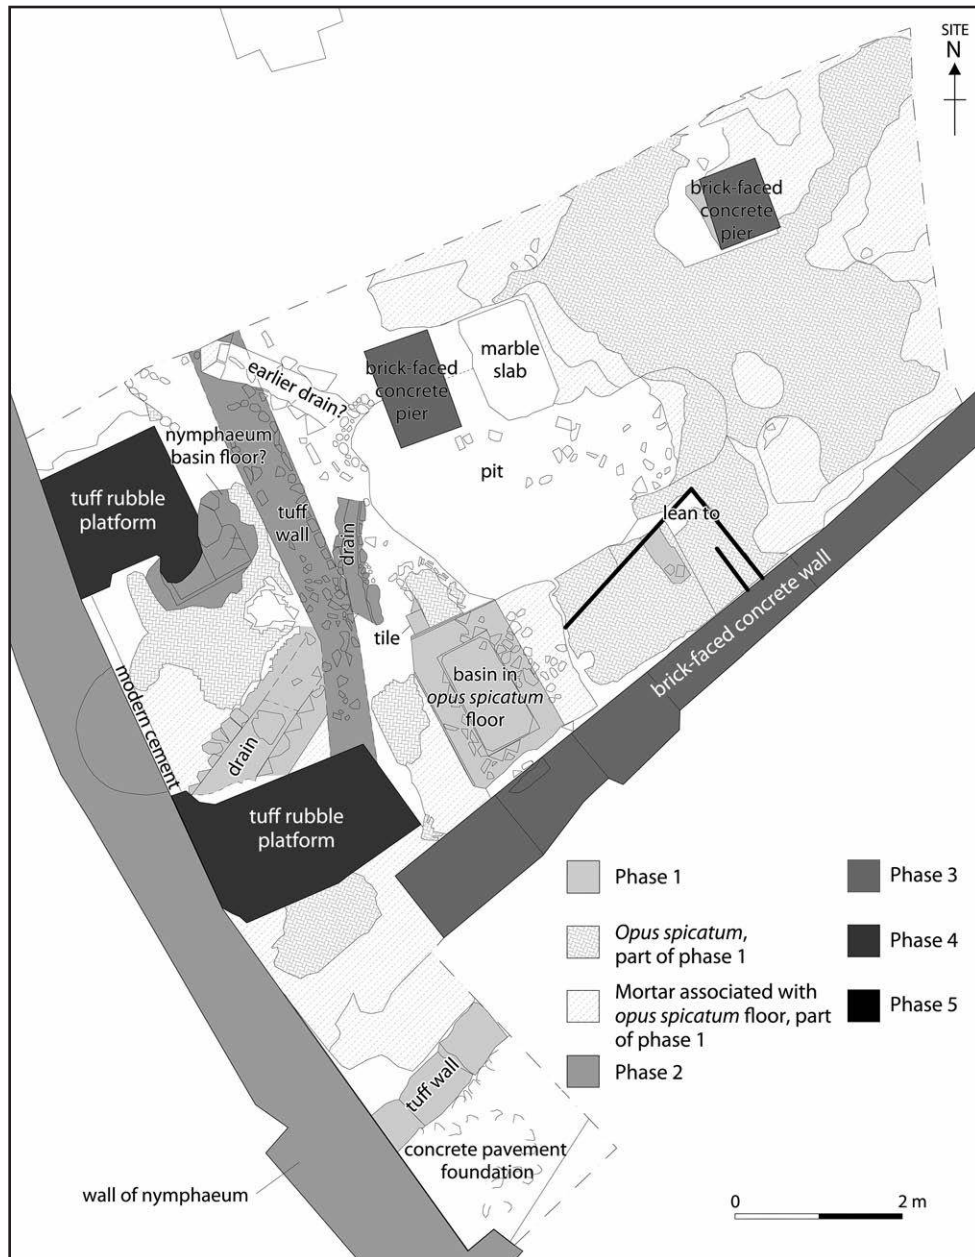 SITE
N
brick-faced
concrete
pier
marble
slab
brick-faced
concrete
pier
earlier drain?
nymphaeum
basin floor?
pit
tuff rubble
platform
tuff
wall
drain
lean to
tile
brick-faced concrete wall
basin in
opus spicatum
floor
modern cement
drain
tuff rubble
platform
Phase 1
Opus spicatum,
part of phase 1
Mortar associated with
opus spicatum floor, part
of phase 1
Phase 2
Phase 3
Phase 4
Phase 5
tuff wall
concrete pavement
foundation
wall of nymphaeum
0 2 m